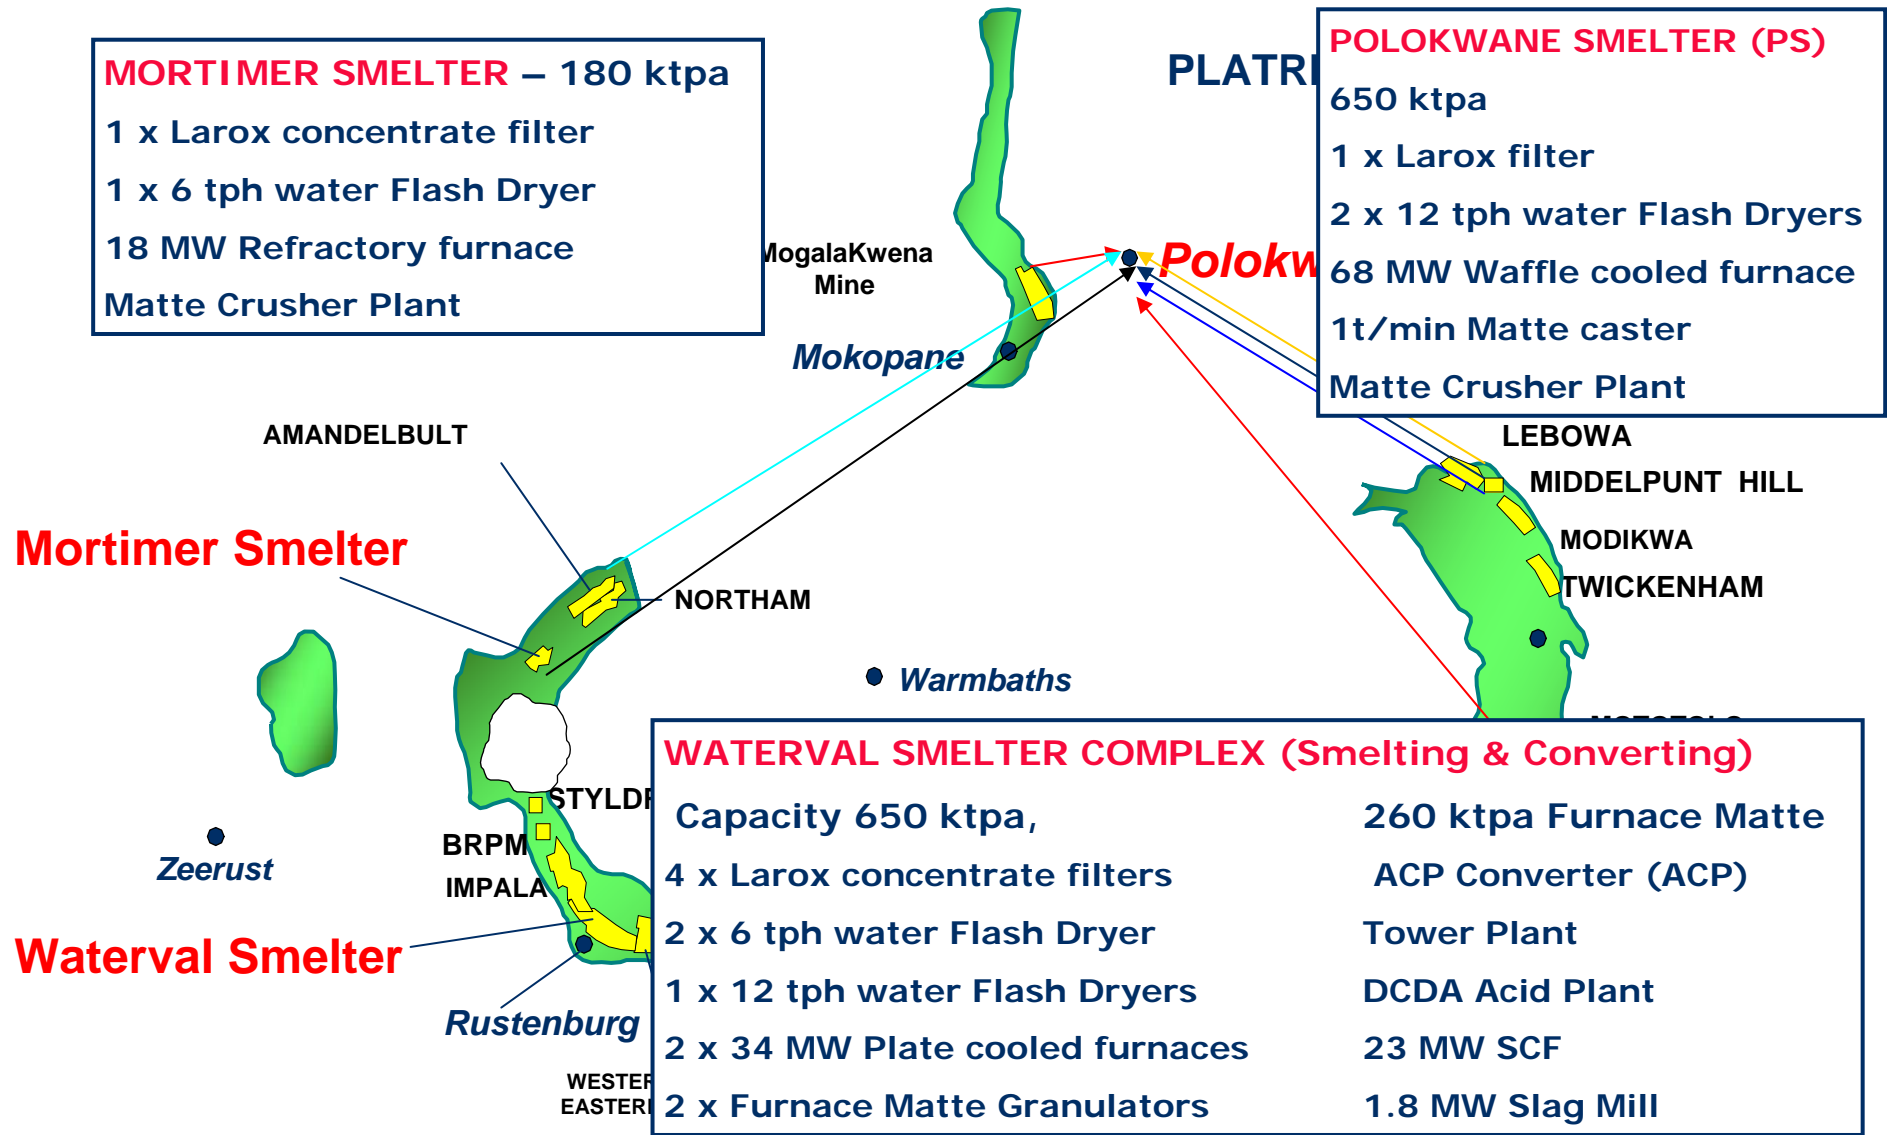 MORTIMER SMELTER – 180 ktpa
1 x Larox concentrate filter
1 x 6 tph water Flash Dryer
18 MW Refractory furnace
Matte Crusher Plant
POLOKWANE SMELTER (PS)
650 ktpa
1 x Larox filter
2 x 12 tph water Flash Dryers
68 MW Waffle cooled furnace
1t/min Matte caster
Matte Crusher Plant
MogalaKwena
Mine
Mokopane
AMANDELBULT
LEBOWA
MIDDELPUNT HILL
MODIKWA
TWICKENHAM
Mortimer Smelter
NORTHAM
Warmbaths
BRPM
IMPALA
Zeerust
Waterval Smelter
Rustenburg
WATERVAL SMELTER COMPLEX (Smelting & Converting)
Capacity 650 ktpa,
4 x Larox concentrate filters
2 x 6 tph water Flash Dryer
1 x 12 tph water Flash Dryers
2 x 34 MW Plate cooled furnaces
2 x Furnace Matte Granulators
260 ktpa Furnace Matte
ACP Converter (ACP)
Tower Plant
DCDA Acid Plant
23 MW SCF
1.8 MW Slag Mill